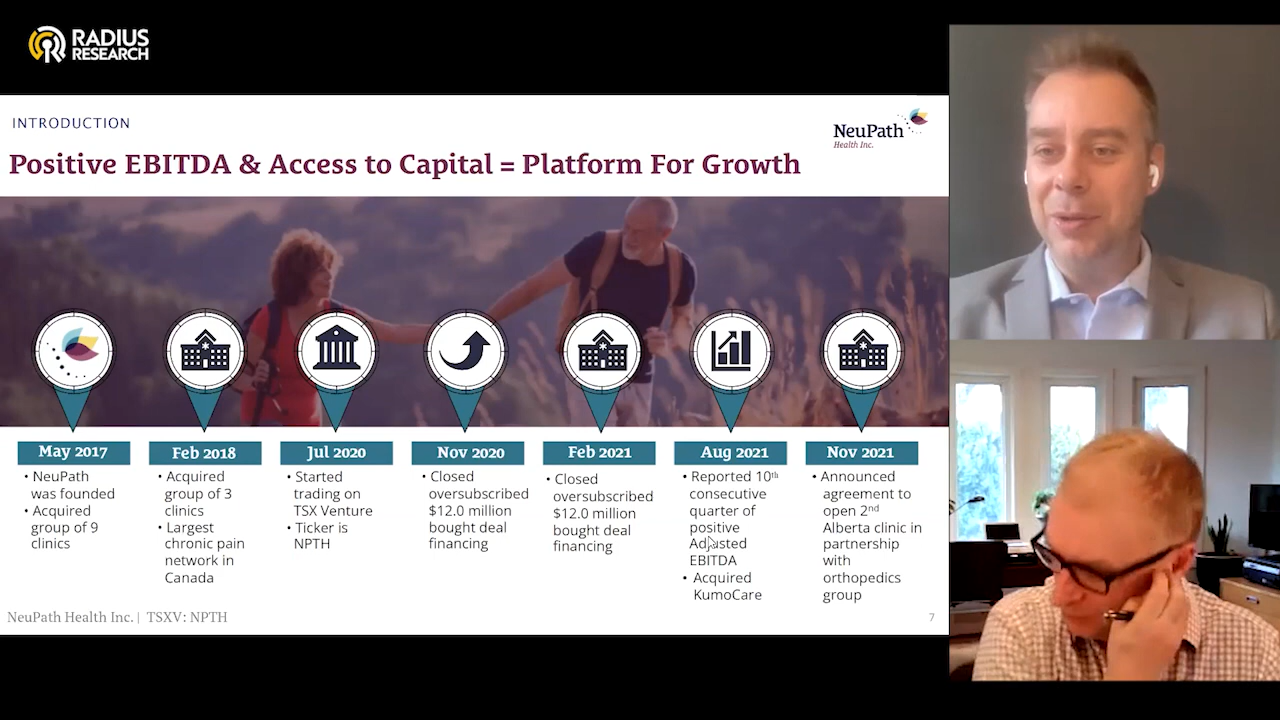 RADIUS
RESEARCH
INTRODUCTION
NeuPath
Health Inc.
Positive EBITDA & Access to Capital = Platform For Growth
May 2017
• NeuPath
was founded
• Acquired
group of 9
clinics
Feb 2018
• Acquired
group of 3
clinics
• Largest
chronic pain
network in
Canada
Jul 2020
• Started
trading on
TSX Venture
• Ticker is
NPTH
Nov 2020
• Closed
oversubscribed
$12.0 million
bought deal
financing
Feb 2021
• Closed
oversubscribed
$12.0 million
bought deal
financing
Aug 2021
• Reported 10th
consecutive
quarter of
positive
Adjusted
EBITDA
• Acquired
KumoCare
Nov 2021
• Announced
agreement to
open 2nd
Alberta clinic in
partnership
with
orthopedics
group
NeuPath Health Inc. | TSXV: NPTH
7